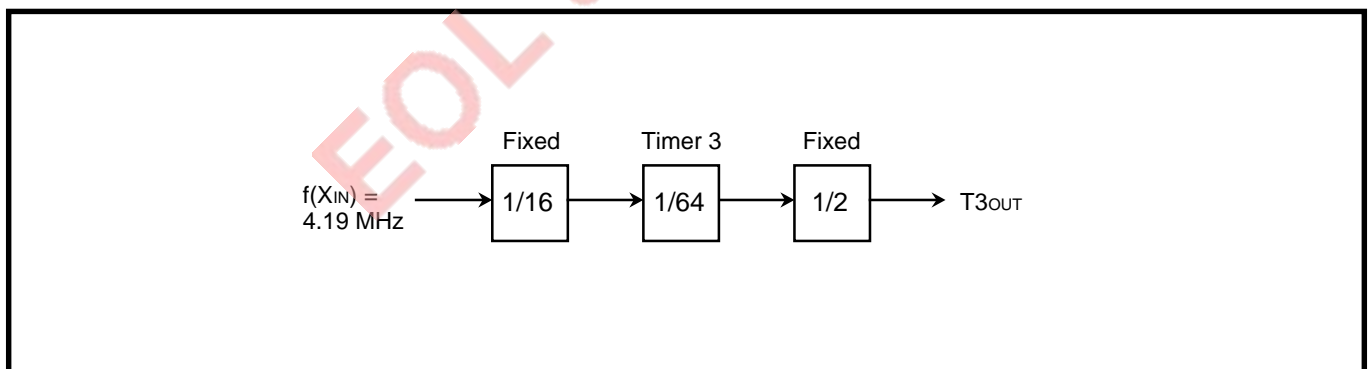 EOL
Fixed Timer 3 Fixed
f(XIN) =
4.19 MHz
1/16 1/64 1/2 T3OUT